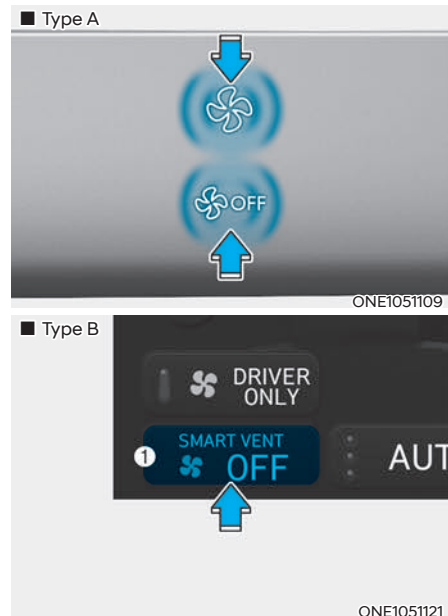 ■ Type A
OFF
ONE1051109
■ Type B
DRIVER
ONLY
SMART VENT
1 OFF
AUT
ONE1051121